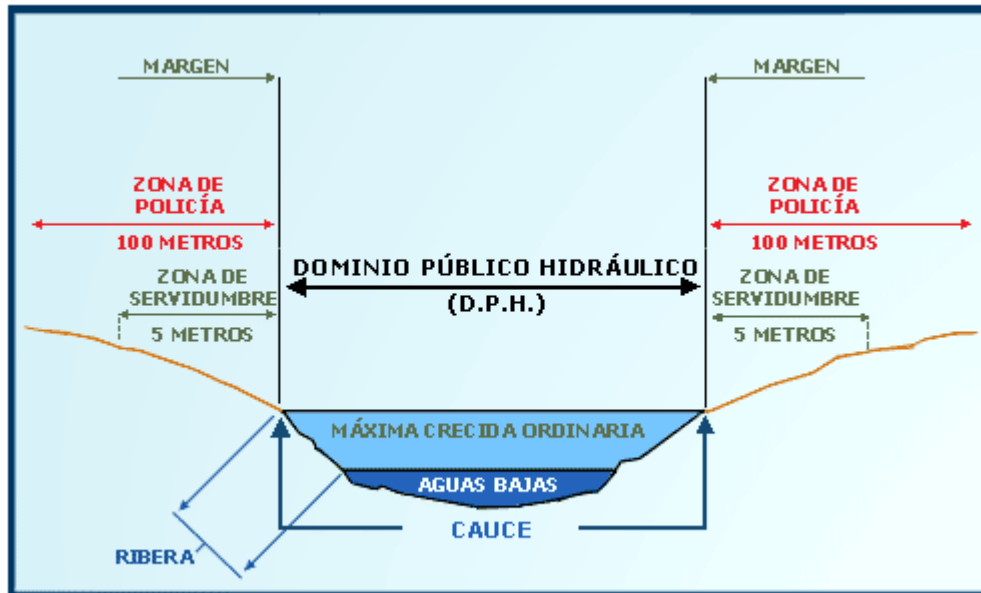 MARGEN
MARGEN
ZONA DE
POLICÍA
100 METROS
ZONA DE
POLICÍA
100 METROS
DOMINIO PÚBLICO HIDRÁULICO
(D.P.H.)
ZONA DE
SERVIDUMBRE
5 METROS
ZONA DE
SERVIDUMBRE
5 METROS
MÁXIMA CRECIDA ORDINARIA
AGUAS BAJAS
CAUCE
RIBERA